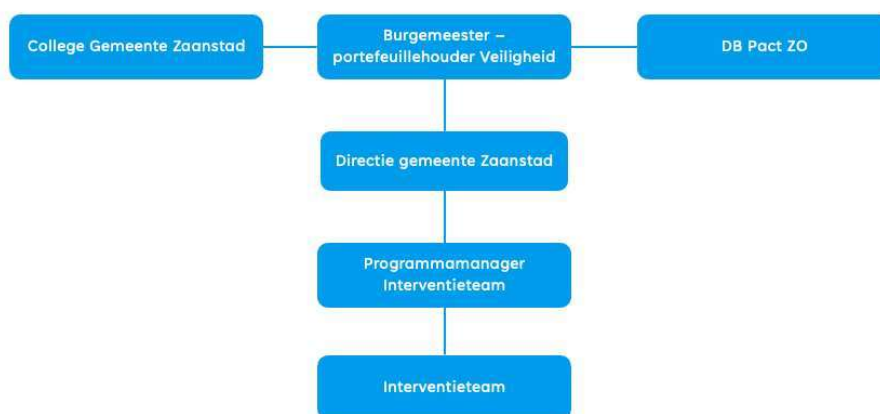 College Gemeente Zaanstad
Burgemeester –
portefeuillehouder Veiligheid
DB Pact ZO
Directie gemeente Zaanstad
Programmamanager
Interventieteam
Interventieteam